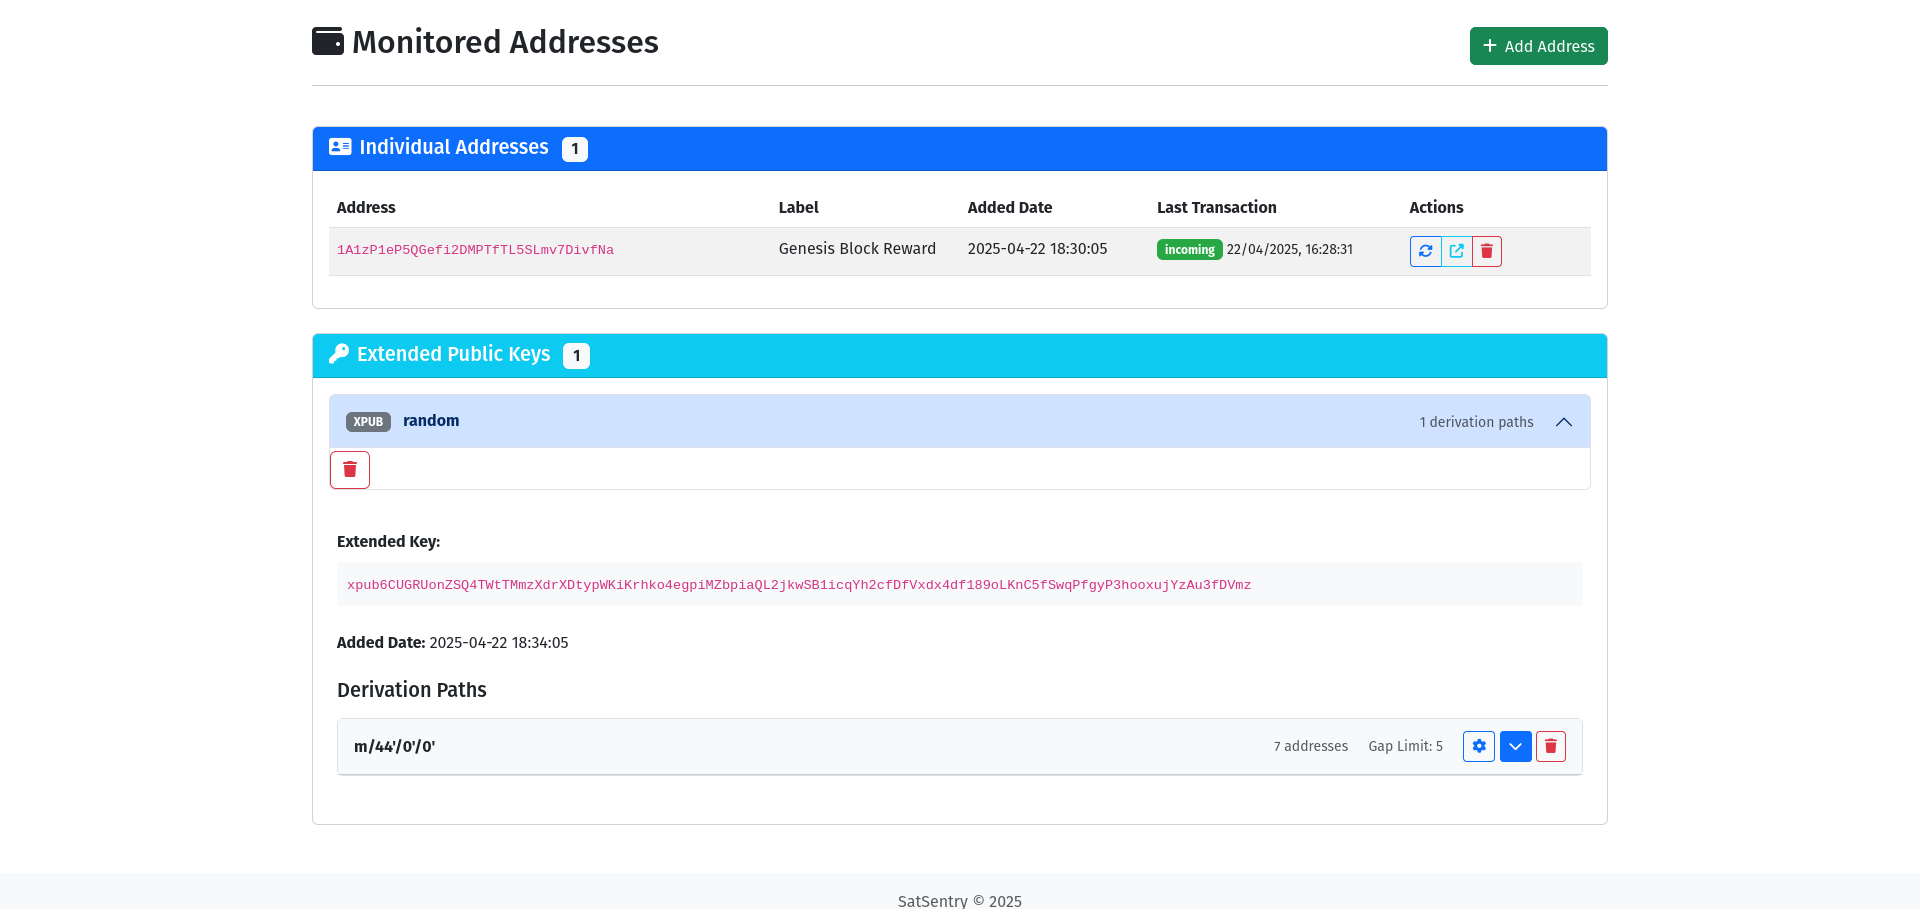 Monitored Addresses
Add Address
Individual Addresses 1
Address Label Added Date Last Transaction Actions
1A1zP1eP5QGefi2DMPTfTL5SLmv7DivfNa Genesis Block Reward 2025-04-22 18:30:05 incoming 22/04/2025, 16:28:31
Extended Public Keys 1
XPUB random 1 derivation paths
Extended Key:
xpub6CUGRUonZSQ4TWtTMmzXdrXDtypWKiKrhko4egpiMZbpiaQL2jkwSB1icqYh2cfDfVxdx4df189oLKnC5fSwqPfgyP3hooxujYzAu3fDVmz
Added Date: 2025-04-22 18:34:05
Derivation Paths
m/44'/0'/0' 7 addresses Gap Limit: 5
SatSentry © 2025